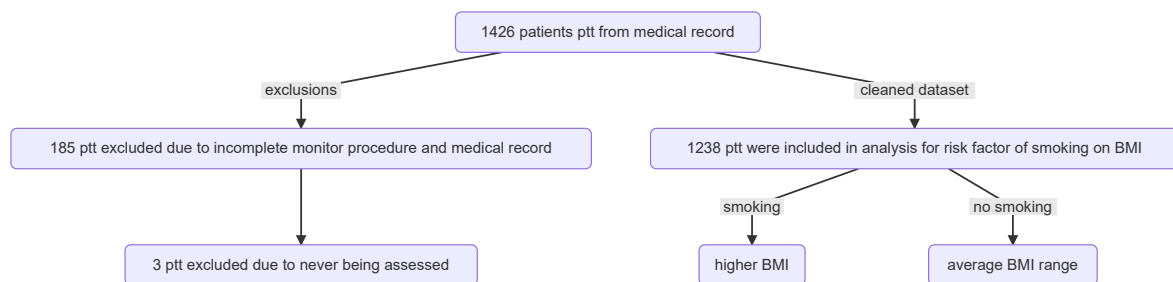 1426 patients ptt from medical record
exclusions
cleaned dataset
185 ptt excluded due to incomplete monitor procedure and medical record
1238 ptt were included in analysis for risk factor of smoking on BMI
smoking
no smoking
3 ptt excluded due to never being assessed
higher BMI
average BMI range